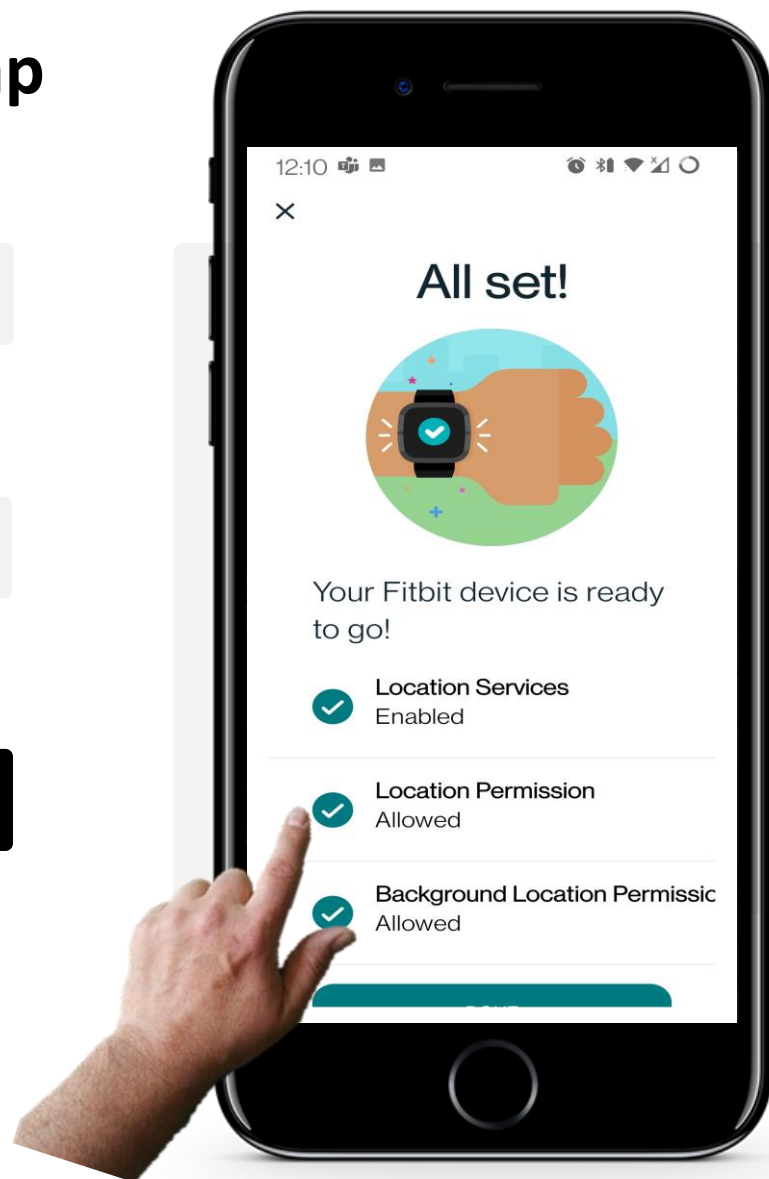 12:10
All set!
Your Fitbit device is ready
to go!
Location Services
Enabled
Location Permission
Allowed
Background Location Permissic
Allowed